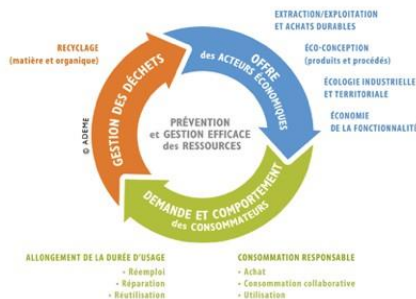 EXTRACTION/EXPLOITATION
ET ACHATS DURABLES
RECYCLAGE
(matière et organique)
OFFRE
des ACTEURS ÉCONOMIQUES
ÉCO-CONCEPTION
(produits et procédés)
ÉCOLOGIE INDUSTRIELLE
ET TERRITORIALE
ÉCONOMIE
DE LA FONCTIONNALITÉ
GESTION DES DÉCHETS
PRÉVENTION
et GESTION EFFICACE
des RESSOURCES
© ADEME
DEMANDE ET COMPORTEMENT
des CONSOMMATEURS
ALLONGEMENT DE LA DURÉE D'USAGE
• Réemploi
• Réparation
• Réutilisation
CONSOMMATION RESPONSABLE
• Achat
• Consommation collaborative
• Utilisation